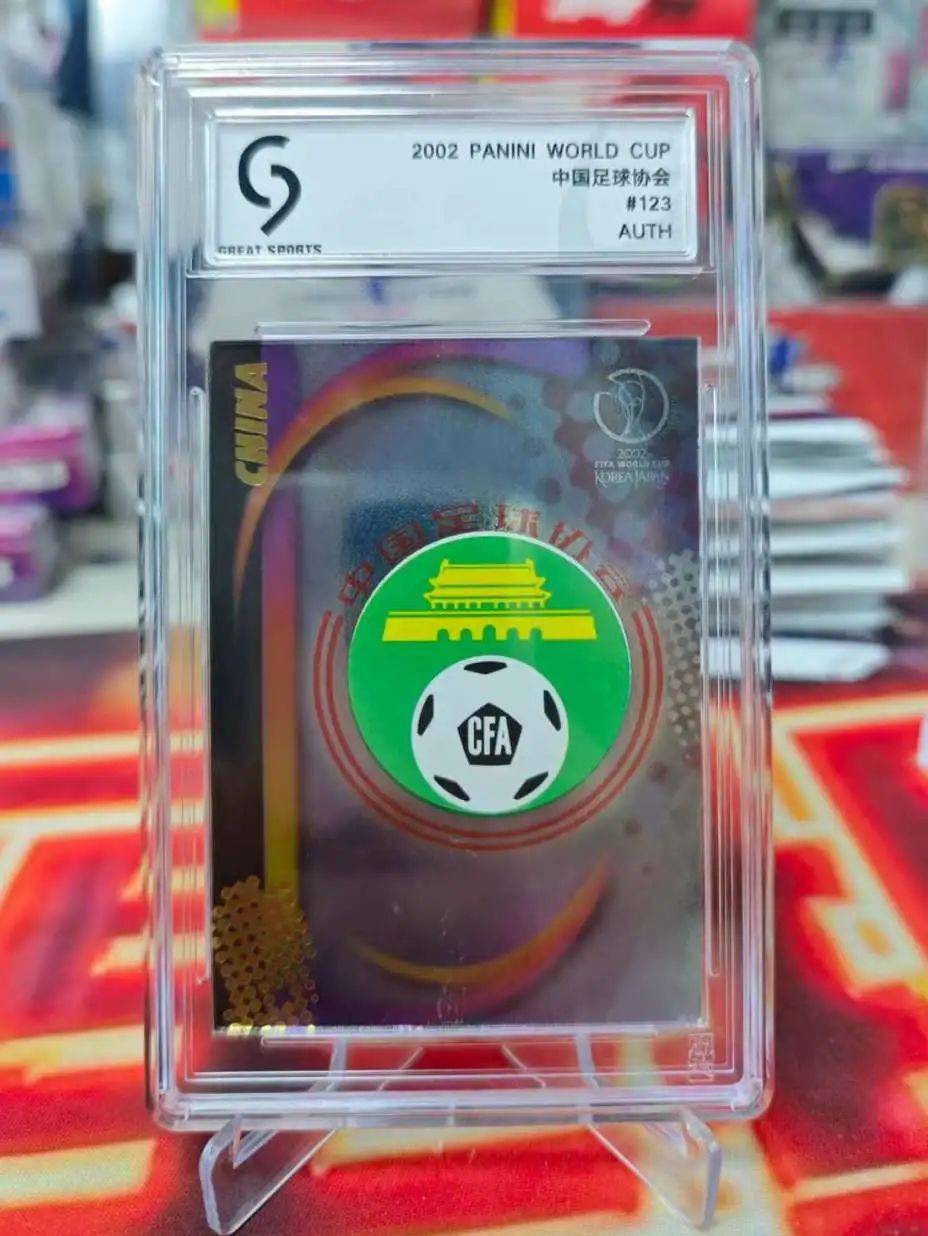 2002 PANINI WORLD CUP
中国足球协会
#123
AUTH
GREAT SPORTS
CHINA
2002
FIFA WORLD CUP
KOREA JAPAN
中国足球协会
CFA